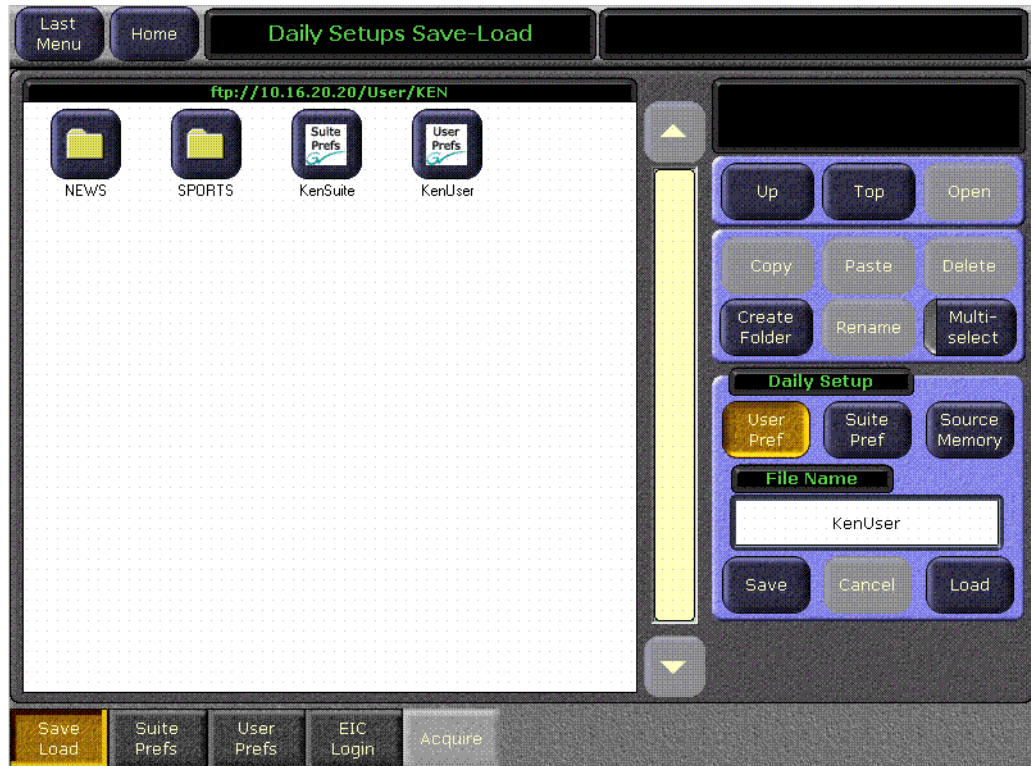 Last
Menu
Home
Daily Setups Save-Load
ftp://10.16.20.20/User/KEN
Suite
Prefs
User
Prefs
NEWS
SPORTS
KenSuite
KenUser
Up
Top
Open
Copy
Paste
Delete
Create
Folder
Rename
Multi-
select
Daily Setup
User
Pref
Suite
Pref
Source
Memory
File Name
KenUser
Save
Cancel
Load
Save
Load
Suite
Prefs
User
Prefs
EIC
Login
Acquire